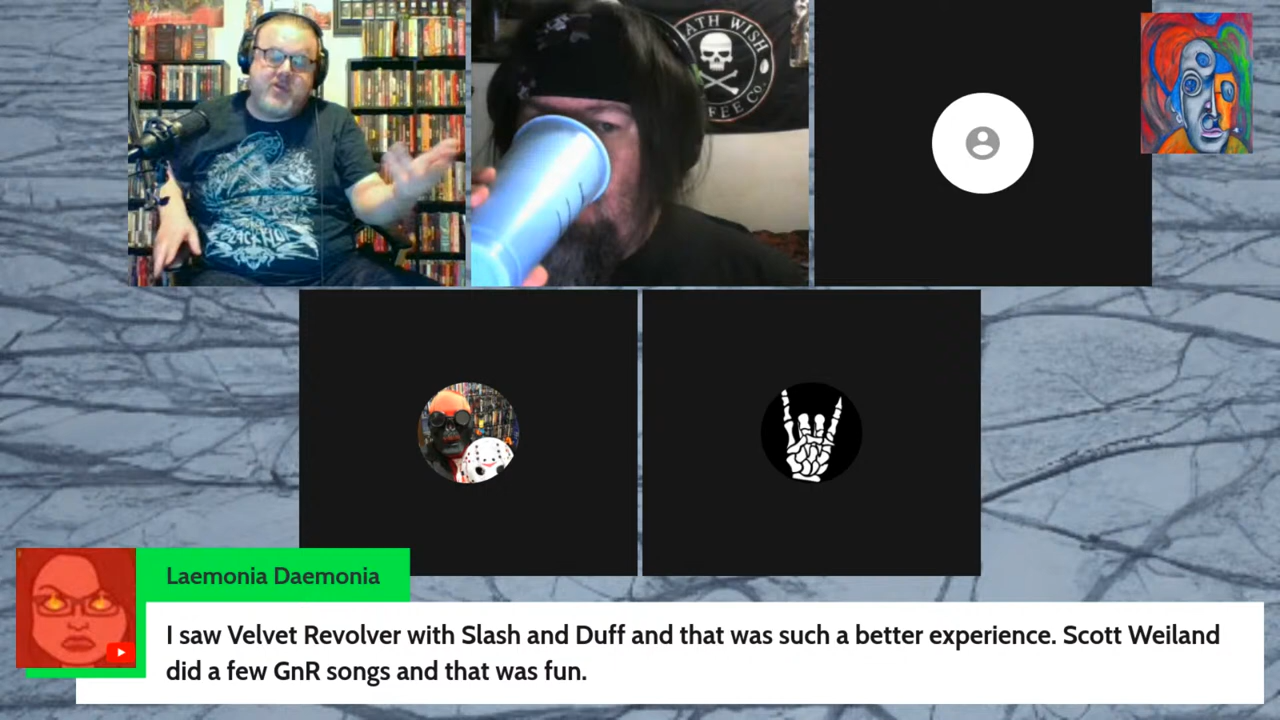 ATH WISH
FEE Co.
Laemonia Daemonia
I saw Velvet Revolver with Slash and Duff and that was such a better experience. Scott Weiland
did a few GnR songs and that was fun.